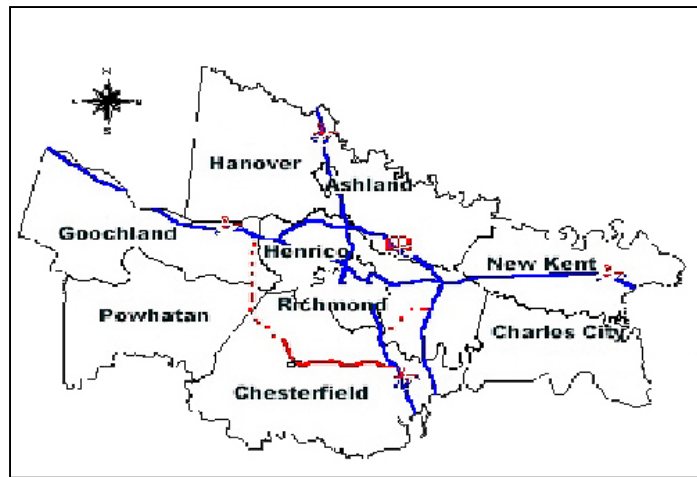 Hanover
Ashland
Goochland
Henrico
New Kent
Powhatan
Richmond
Charles City
Chesterfield